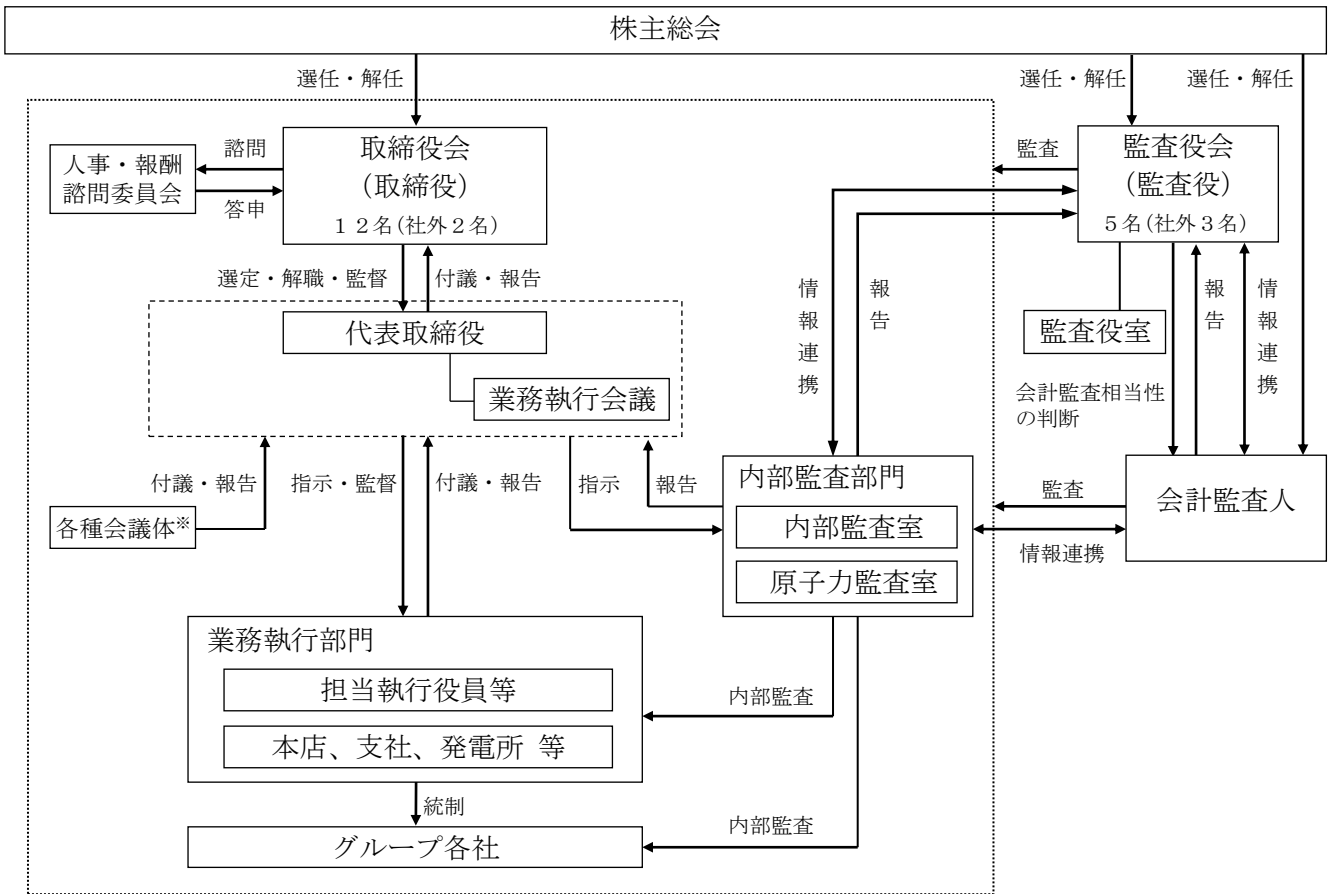 株主総会
選任・解任
選任・解任
選任・解任
人事・報酬
諮問委員会
諮問
答申
取締役会
(取締役)
12名(社外2名)
監査
監査役会
(監査役)
5名(社外3名)
選定・解職・監督
付議・報告
代表取締役
業務執行会議
情報連携
報告
監査役室
会計監査相当性
の判断
報告
情報連携
付議・報告
指示・監督
付議・報告
指示
報告
各種会議体※
内部監査部門
内部監査室
原子力監査室
監査
情報連携
会計監査人
業務執行部門
担当執行役員等
本店、支社、発電所 等
内部監査
統制
グループ各社
内部監査